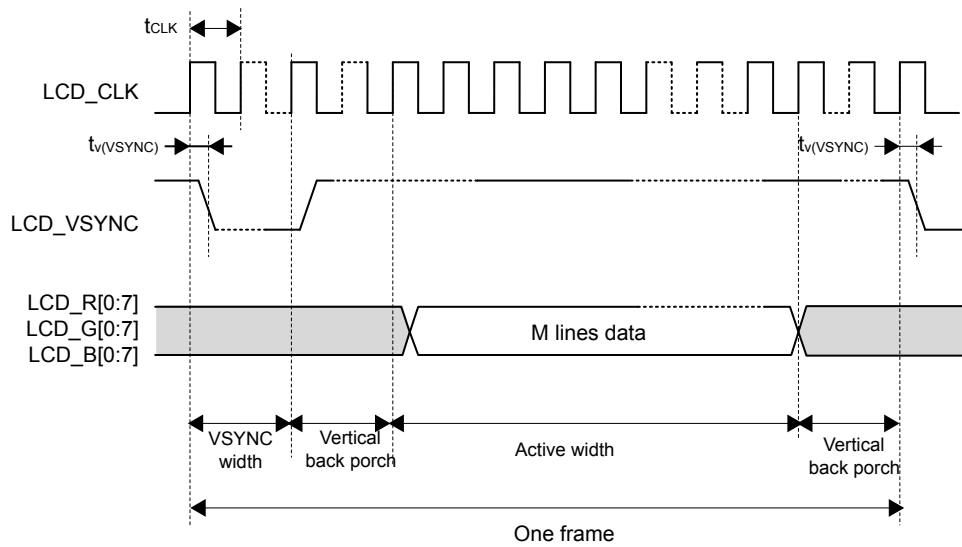 tCLK
LCD_CLK
tv(VSYNC)
tv(VSYNC)
LCD_VSYNC
LCD_R[0:7]
LCD_G[0:7]
LCD_B[0:7]
M lines data
VSYNC
width
Vertical
back porch
Active width
Vertical
back porch
One frame